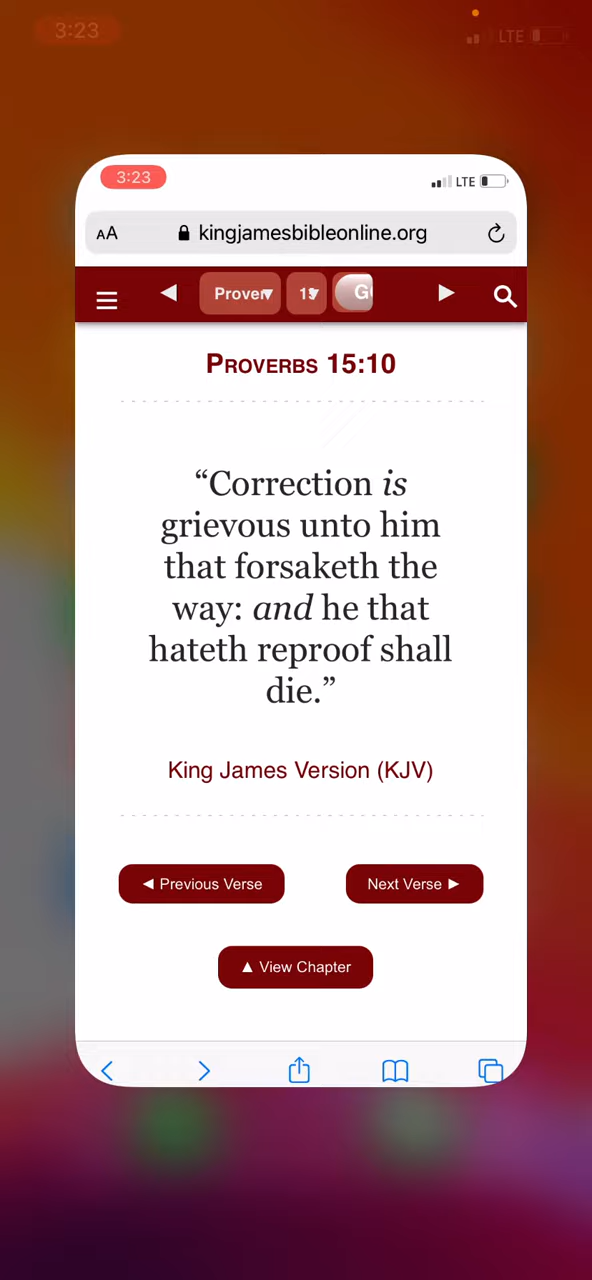 3:23
LTE
3:23
LTE
AA
kingjamesbibleonline.org
Prover
G
PROVERBS 15:10
“Correction is
grievous unto him
that forsaketh the
way: and he that
hateth reproof shall
die.”
King James Version (KJV)
Previous Verse
Next Verse
View Chapter